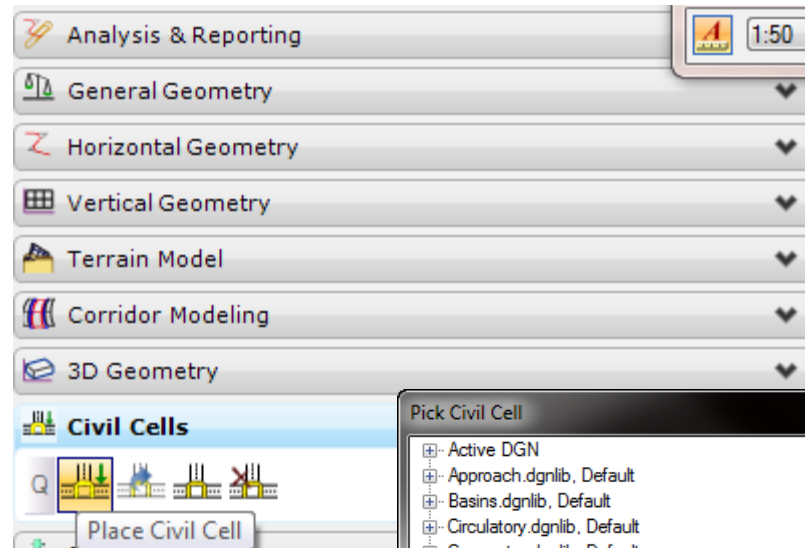 Analysis & Reporting
1:50
General Geometry
Horizontal Geometry
Vertical Geometry
Terrain Model
Corridor Modeling
3D Geometry
Civil Cells
Q
Place Civil Cell
Pick Civil Cell
Active DGN
Approach.dgnlib, Default
Basins.dgnlib, Default
Circulatory.dgnlib, Default